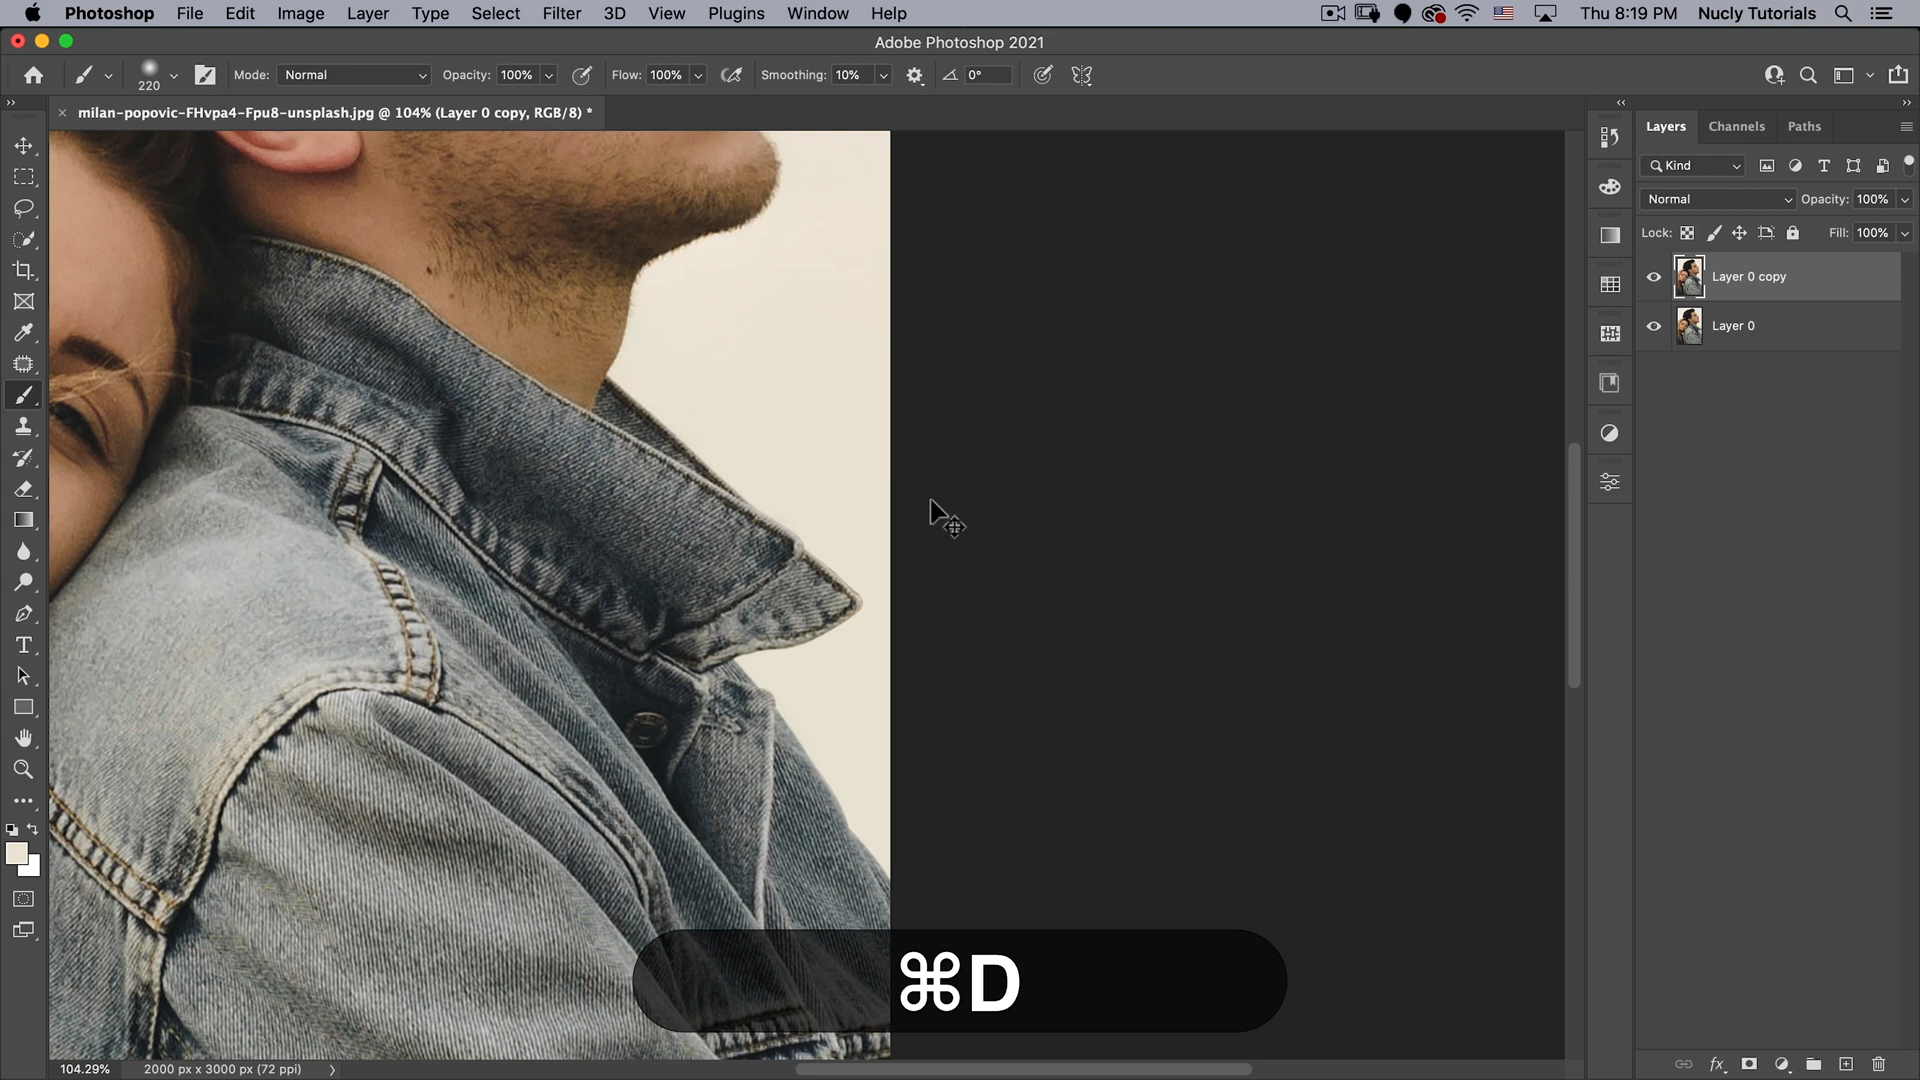 Photoshop File Edit Image Layer Type Select Filter 3D View Plugins Window Help Thu 8:19 PM Nucly Tutorials
Adobe Photoshop 2021
220 Mode: Normal Opacity: 100% Flow: 100% Smoothing: 10% 0°
milan-popovic-FHvpa4-Fpu8-unsplash.jpg @ 104% (Layer 0 copy, RGB/8) *
Layers Channels Paths
Kind
Normal Opacity: 100%
Lock: Fill: 100%
Layer 0 copy
Layer 0
⌘D
104.29% 2000 px x 3000 px (72 ppi)